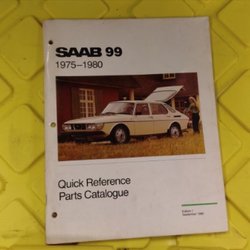 SAAB 99
1975–1980
Quick Reference
Parts Catalogue